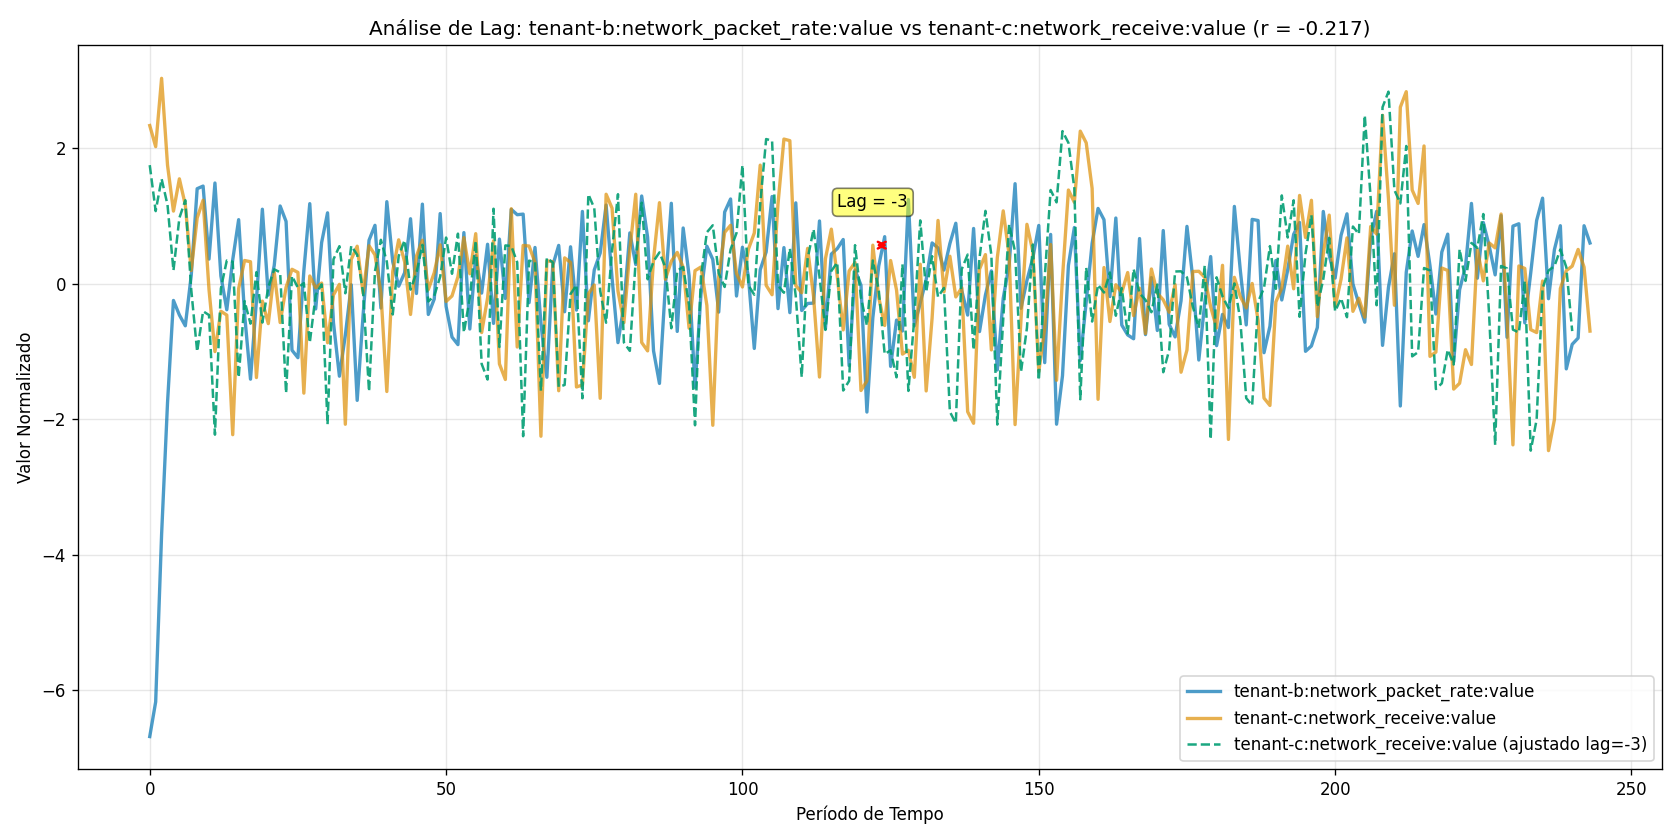 Análise de Lag: tenant-b:network_packet_rate:value vs tenant-c:network_receive:value (r = -0.217)
Valor Normalizado
2
0
−2
−4
−6
Lag = -3
tenant-b:network_packet_rate:value
tenant-c:network_receive:value
tenant-c:network_receive:value (ajustado lag=-3)
0 50 100 150 200 250
Período de Tempo